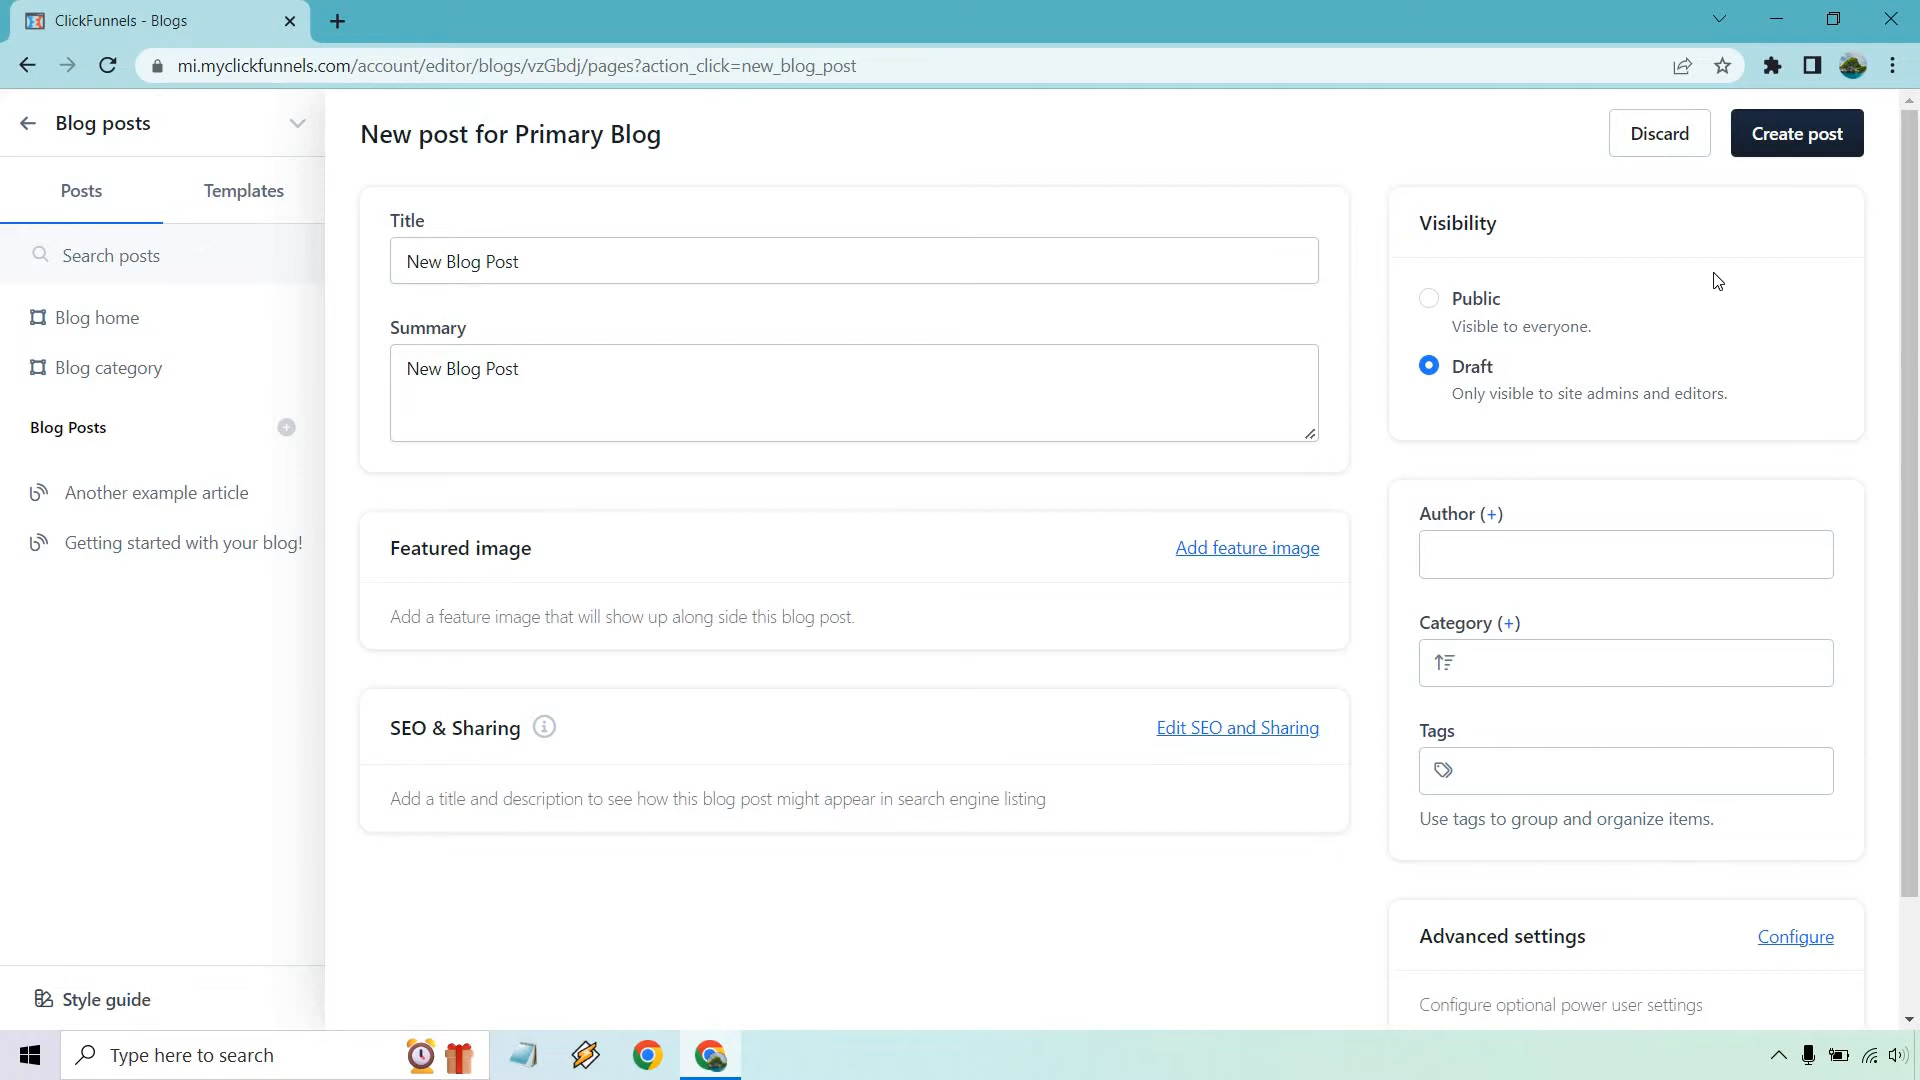 ClickFunnels - Blogs
mi.myclickfunnels.com/account/editor/blogs/vzGbdj/pages?action_click=new_blog_post
Blog posts
Posts
Templates
Search posts
Blog home
Blog category
Blog Posts
Another example article
Getting started with your blog!
Style guide
New post for Primary Blog
Discard
Create post
Title
New Blog Post
Summary
New Blog Post
Featured image
Add feature image
Add a feature image that will show up along side this blog post.
SEO & Sharing
Edit SEO and Sharing
Add a title and description to see how this blog post might appear in search engine listing
Visibility
Public
Visible to everyone.
Draft
Only visible to site admins and editors.
Author (+)
Category (+)
Tags
Use tags to group and organize items.
Advanced settings
Configure
Configure optional power user settings
Type here to search